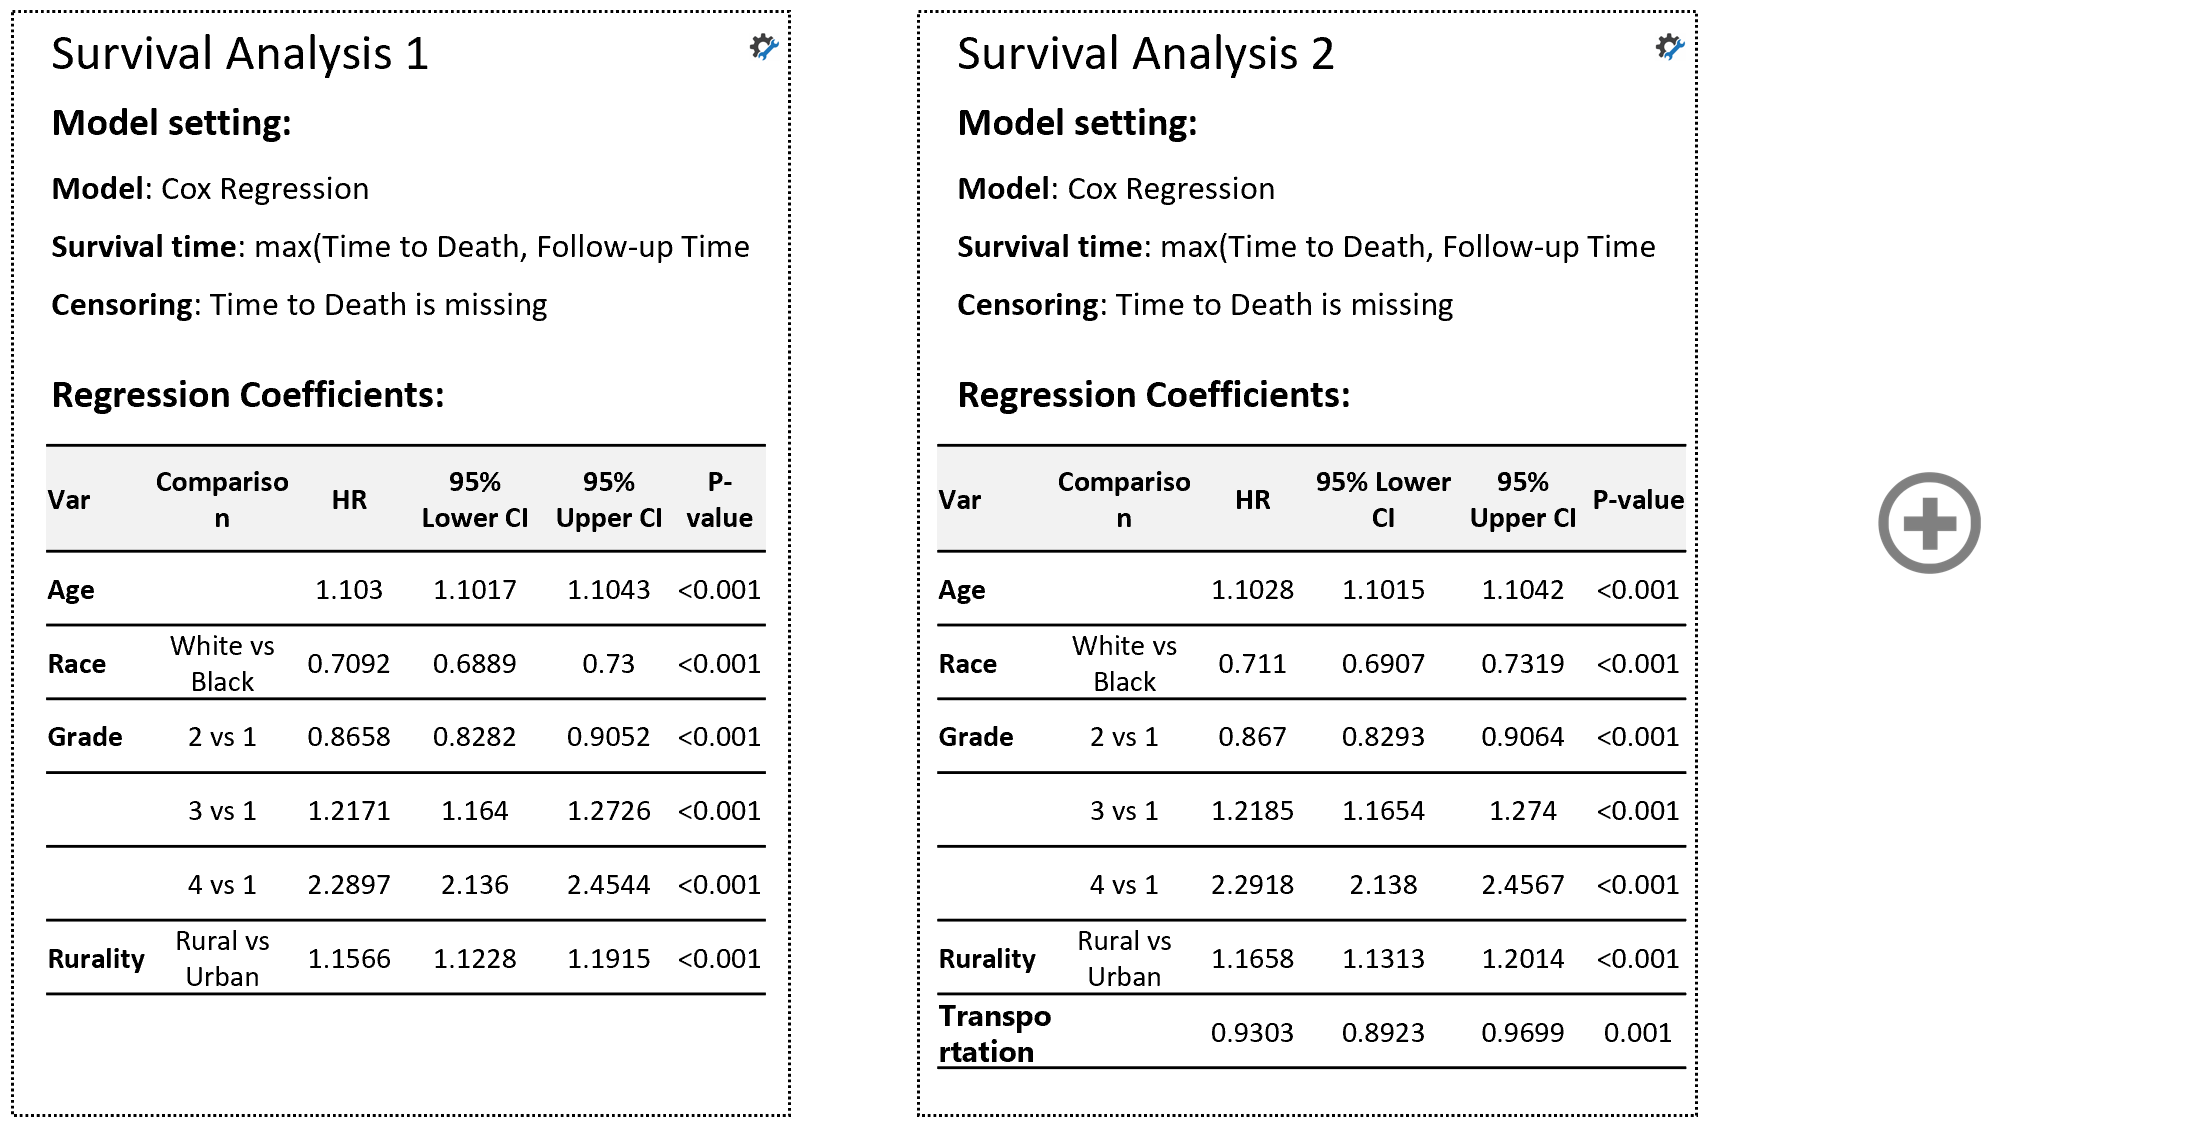 Survival Analysis 1
Model setting:
Model: Cox Regression
Survival time: max(Time to Death, Follow-up Time
Censoring: Time to Death is missing
Regression Coefficients:
Var Compariso n HR 95% Lower CI 95% Upper CI P- value
Age 1.103 1.1017 1.1043 <0.001
Race White vs Black 0.7092 0.6889 0.73 <0.001
Grade 2 vs 1 0.8658 0.8282 0.9052 <0.001
3 vs 1 1.2171 1.164 1.2726 <0.001
4 vs 1 2.2897 2.136 2.4544 <0.001
Rurality Rural vs Urban 1.1566 1.1228 1.1915 <0.001
Survival Analysis 2
Model setting:
Model: Cox Regression
Survival time: max(Time to Death, Follow-up Time
Censoring: Time to Death is missing
Regression Coefficients:
Var Compariso n HR 95% Lower CI 95% Upper CI P-value
Age 1.1028 1.1015 1.1042 <0.001
Race White vs Black 0.711 0.6907 0.7319 <0.001
Grade 2 vs 1 0.867 0.8293 0.9064 <0.001
3 vs 1 1.2185 1.1654 1.274 <0.001
4 vs 1 2.2918 2.138 2.4567 <0.001
Rurality Rural vs Urban 1.1658 1.1313 1.2014 <0.001
Transpo rtation 0.9303 0.8923 0.9699 0.001